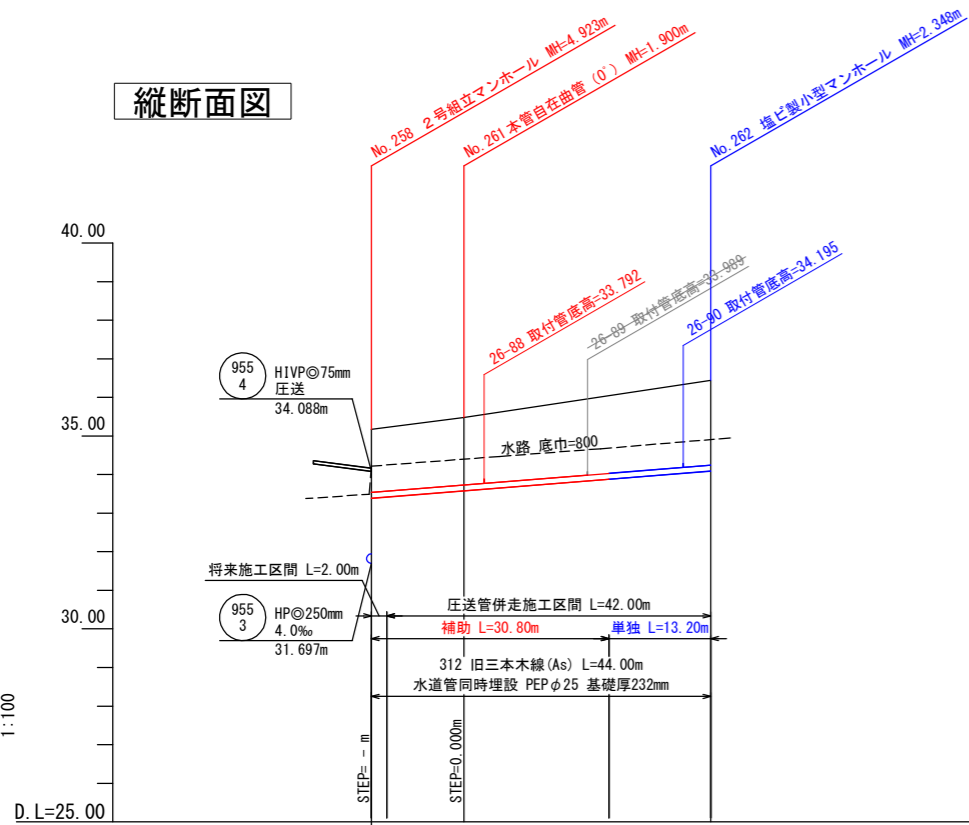 縦断面図
No.258 2号組立マンホール MH=4.923m
No.261本管自在曲管(0°) MH=1.900m
No.262 塩ビ製小型マンホール MH=2.348m
40.00
26-88 取付管底高=33.792
26-89 取付管底高=33.989
26-90 取付管底高=34.195
955
4
HIVP◎75mm
圧送
34.088m
35.00
水路 底巾=800
将来施工区間 L=2.00m
955
3
HP◎250mm
4.0‰
31.697m
圧送管併走施工区間 L=42.00m
30.00
補助 L=30.80m
単独 L=13.20m
312 旧三本木線(As) L=44.00m
水道管同時埋設 PEPφ25 基礎厚232mm
1:100
STEP= - m
STEP=0.000m
D.L=25.00